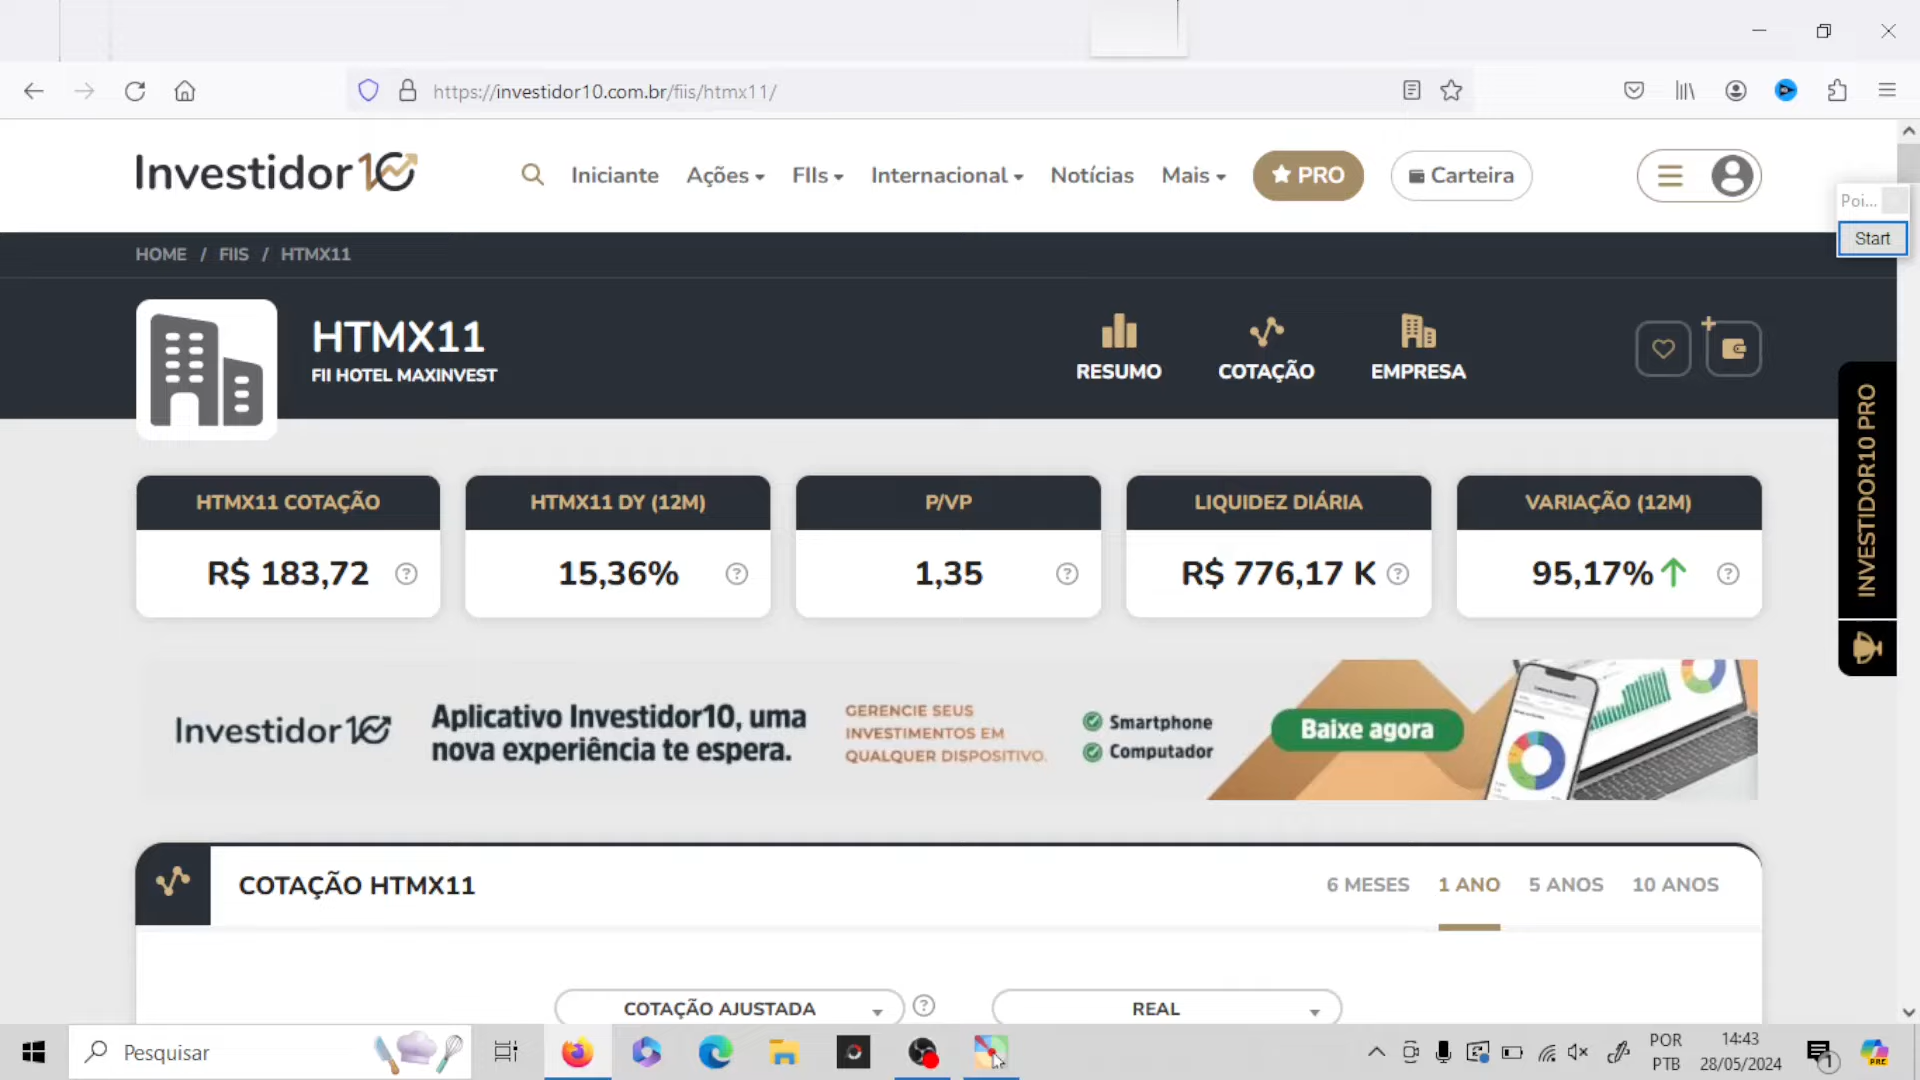 https://investidor10.com.br/fiis/htmx11/
Investidor10
Iniciante Ações FIIs Internacional Notícias Mais PRO Carteira
Poi...
Start
HOME / FIIS / HTMX11
HTMX11
FII HOTEL MAXINVEST
RESUMO COTAÇÃO EMPRESA
INVESTIDOR10 PRO
HTMX11 COTAÇÃO
R$ 183,72
HTMX11 DY (12M)
15,36%
P/VP
1,35
LIQUIDEZ DIÁRIA
R$ 776,17 K
VARIAÇÃO (12M)
95,17%
Investidor10
Aplicativo Investidor10, uma
nova experiência te espera.
GERENCIE SEUS
INVESTIMENTOS EM
QUALQUER DISPOSITIVO.
Smartphone
Computador
Baixe agora
COTAÇÃO HTMX11
6 MESES 1 ANO 5 ANOS 10 ANOS
COTAÇÃO AJUSTADA
REAL
Pesquisar
POR
PTB
14:43
28/05/2024
1
PRE